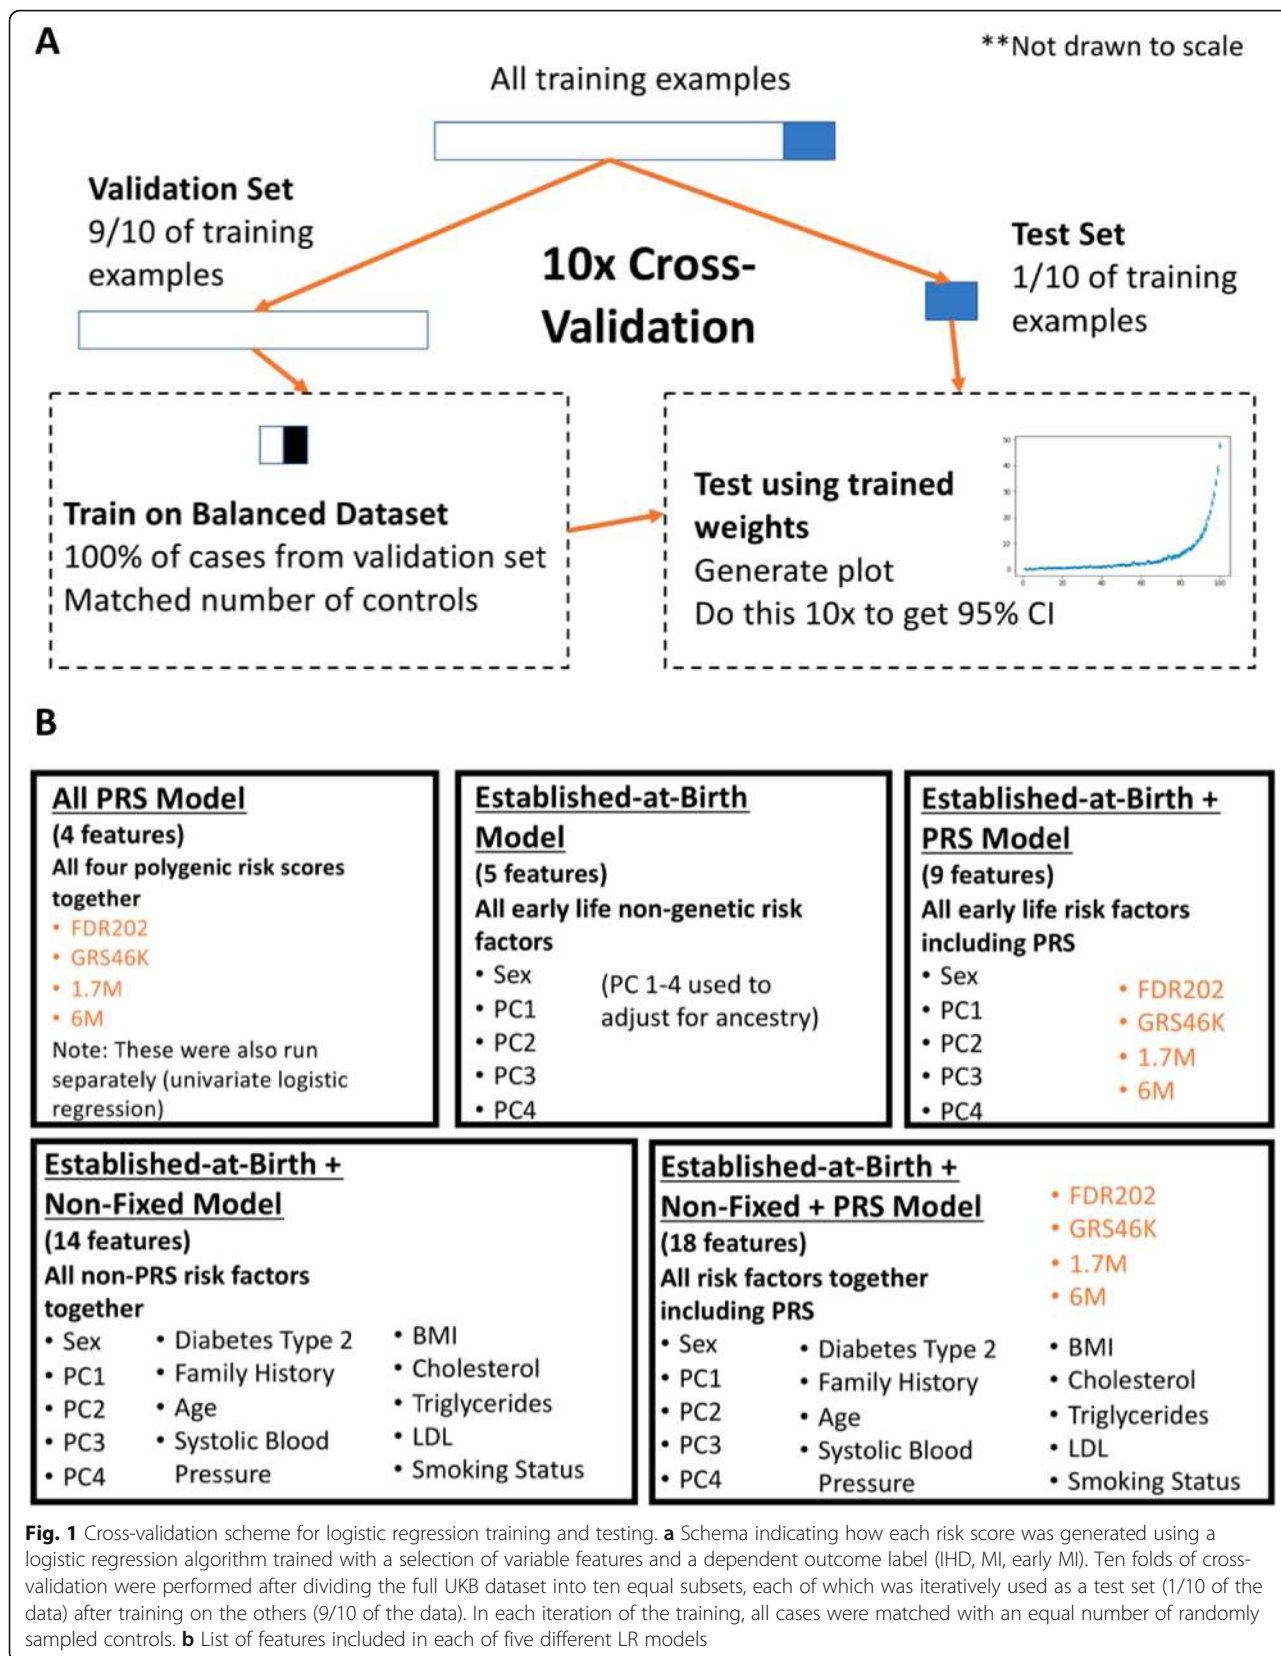 A
**Not drawn to scale
All training examples
Validation Set
9/10 of training
examples
10x Cross-
Validation
Test Set
1/10 of training
examples
Train on Balanced Dataset
100% of cases from validation set
Matched number of controls
Test using trained
weights
Generate plot
Do this 10x to get 95% CI
50
40
30
20
10
0
0 20 40 60 80 100
B
All PRS Model
(4 features)
All four polygenic risk scores
together
• FDR202
• GRS46K
• 1.7M
• 6M
Note: These were also run
separately (univariate logistic
regression)
Established-at-Birth
Model
(5 features)
All early life non-genetic risk
factors
• Sex
• PC1
• PC2
• PC3
• PC4
(PC 1-4 used to
adjust for ancestry)
Established-at-Birth +
PRS Model
(9 features)
All early life risk factors
including PRS
• Sex
• PC1
• PC2
• PC3
• PC4
• FDR202
• GRS46K
• 1.7M
• 6M
Established-at-Birth +
Non-Fixed Model
(14 features)
All non-PRS risk factors
together
• Sex
• PC1
• PC2
• PC3
• PC4
• Diabetes Type 2
• Family History
• Age
• Systolic Blood
Pressure
• BMI
• Cholesterol
• Triglycerides
• LDL
• Smoking Status
Established-at-Birth +
Non-Fixed + PRS Model
(18 features)
All risk factors together
including PRS
• FDR202
• GRS46K
• 1.7M
• 6M
• Sex
• PC1
• PC2
• PC3
• PC4
• Diabetes Type 2
• Family History
• Age
• Systolic Blood
Pressure
• BMI
• Cholesterol
• Triglycerides
• LDL
• Smoking Status
Fig. 1 Cross-validation scheme for logistic regression training and testing. a Schema indicating how each risk score was generated using a
logistic regression algorithm trained with a selection of variable features and a dependent outcome label (IHD, MI, early MI). Ten folds of cross-
validation were performed after dividing the full UKB dataset into ten equal subsets, each of which was iteratively used as a test set (1/10 of the
data) after training on the others (9/10 of the data). In each iteration of the training, all cases were matched with an equal number of randomly
sampled controls. b List of features included in each of five different LR models